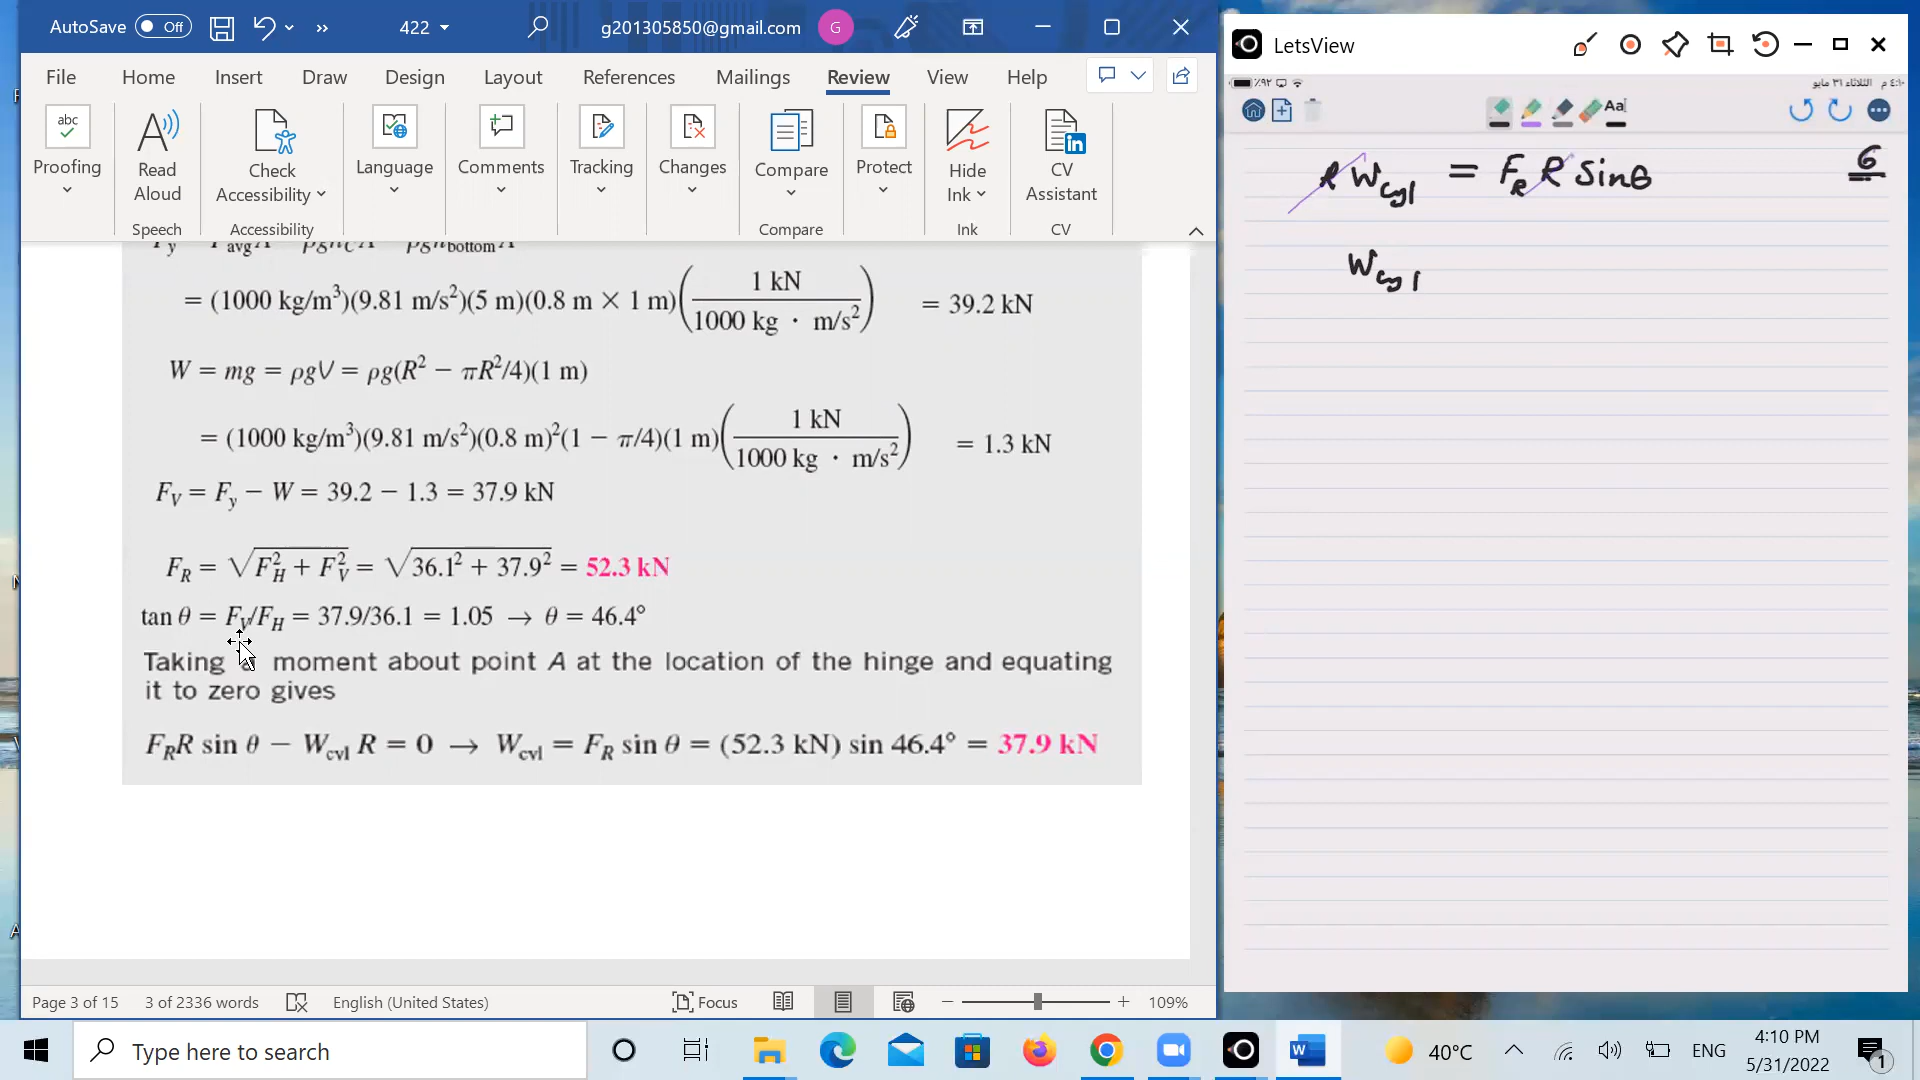 AutoSave Off 422 g201305850@gmail.com G
LetsView
File Home Insert Draw Design Layout References Mailings Review View Help
abc
Proofing
Read Aloud
Speech
Check Accessibility
Accessibility
Language
Comments
Tracking
Changes
Compare
Compare
Protect
Hide Ink
Ink
CV Assistant
CV
= (1000 kg/m³)(9.81 m/s²)(5 m)(0.8 m × 1 m)(1 kN / 1000 kg · m/s²) = 39.2 kN
W = mg = ρgV = ρg(R² − πR²/4)(1 m)
= (1000 kg/m³)(9.81 m/s²)(0.8 m)²(1 − π/4)(1 m)(1 kN / 1000 kg · m/s²) = 1.3 kN
F_V = F_y − W = 39.2 − 1.3 = 37.9 kN
F_R = √(F_H² + F_V²) = √(36.1² + 37.9²) = 52.3 kN
tan θ = F_V/F_H = 37.9/36.1 = 1.05 → θ = 46.4°
Taking a moment about point A at the location of the hinge and equating
it to zero gives
F_R R sin θ − W_cyl R = 0 → W_cyl = F_R sin θ = (52.3 kN) sin 46.4° = 37.9 kN
Page 3 of 15 3 of 2336 words English (United States) Focus 109%
٤:١٠ م الثلاثاء ٣١ مايو
٪٩٢
Aa
R W_cyl = F_R R Sinθ 6
W_cyl
Type here to search
40°C ENG
4:10 PM
5/31/2022
1